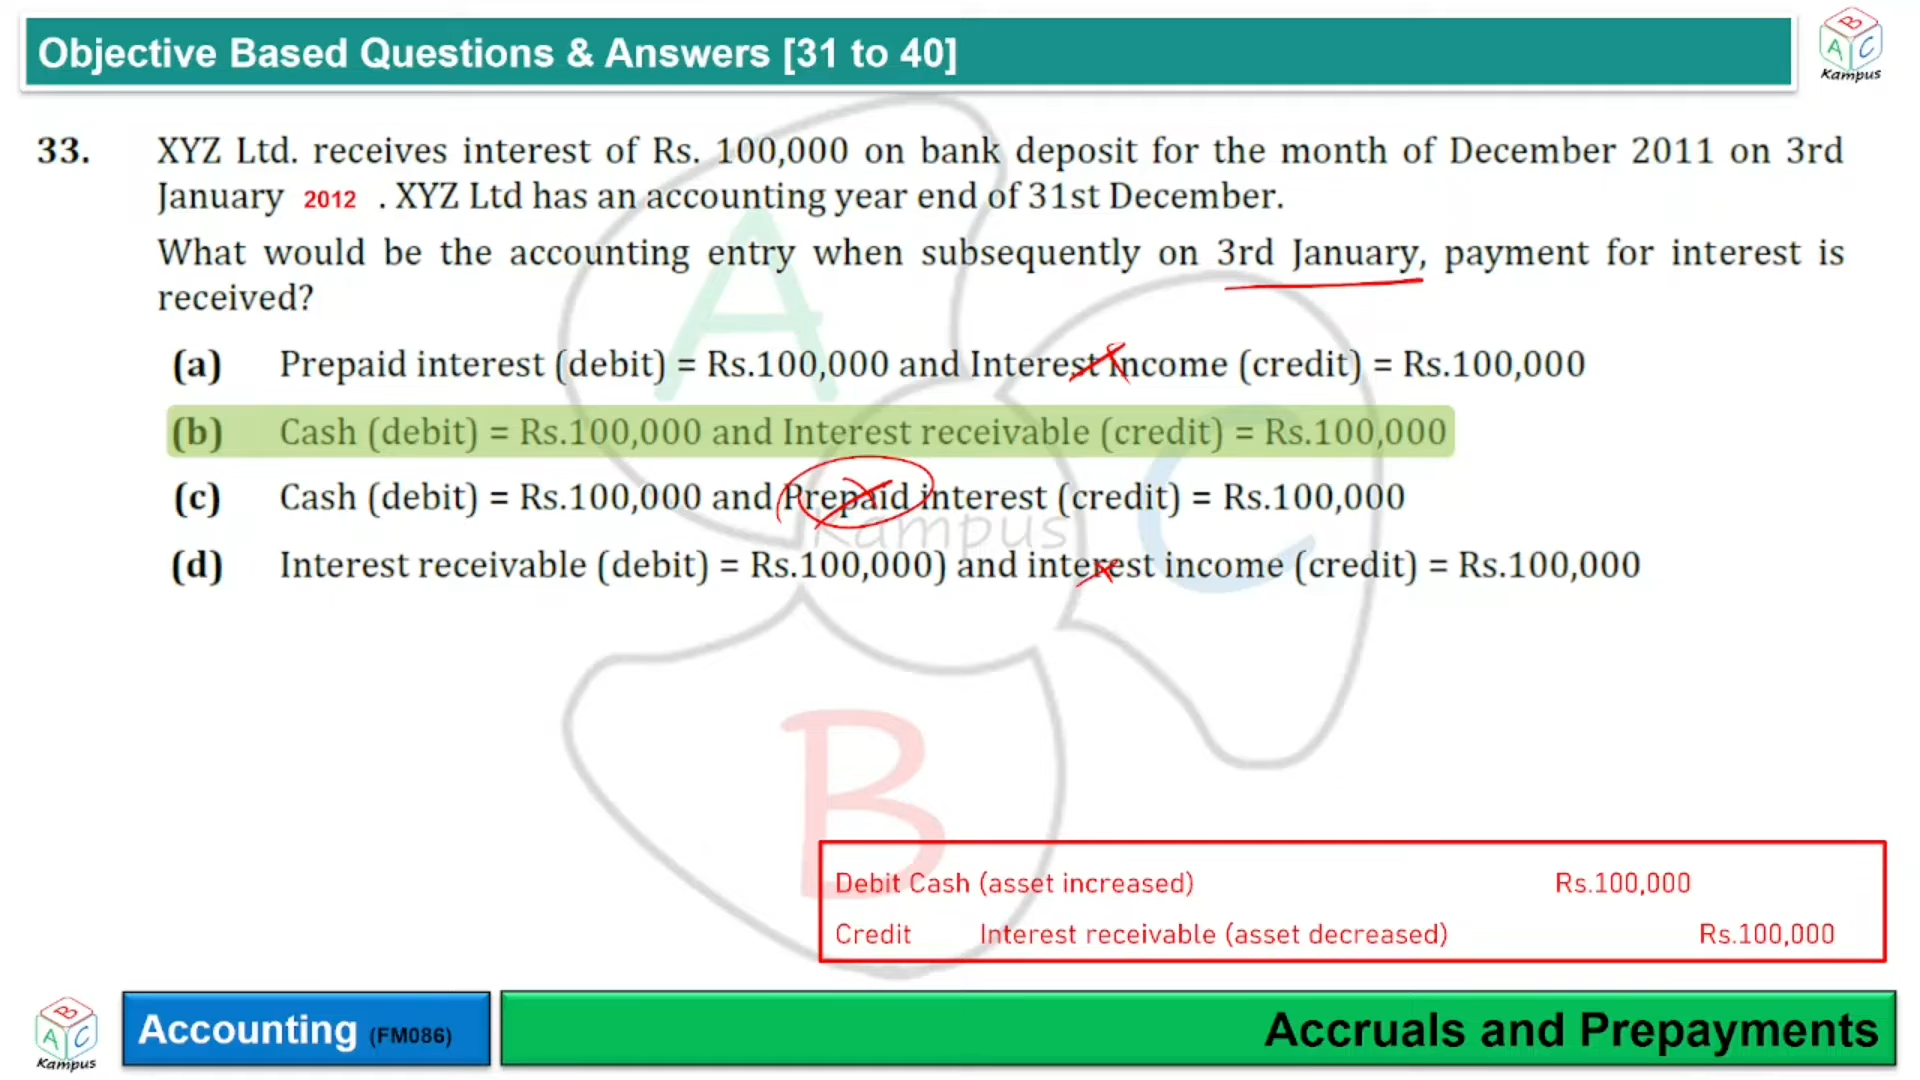 Objective Based Questions & Answers [31 to 40]
B
A C
Kampus
33. XYZ Ltd. receives interest of Rs. 100,000 on bank deposit for the month of December 2011 on 3rd
January 2012 . XYZ Ltd has an accounting year end of 31st December.
What would be the accounting entry when subsequently on 3rd January, payment for interest is
received?
(a) Prepaid interest (debit) = Rs.100,000 and Interest income (credit) = Rs.100,000
(b) Cash (debit) = Rs.100,000 and Interest receivable (credit) = Rs.100,000
(c) Cash (debit) = Rs.100,000 and Prepaid interest (credit) = Rs.100,000
(d) Interest receivable (debit) = Rs.100,000) and interest income (credit) = Rs.100,000
A
C
Kampus
B
Debit Cash (asset increased) Rs.100,000
Credit Interest receivable (asset decreased) Rs.100,000
B
A C
Kampus
Accounting (FM086)
Accruals and Prepayments